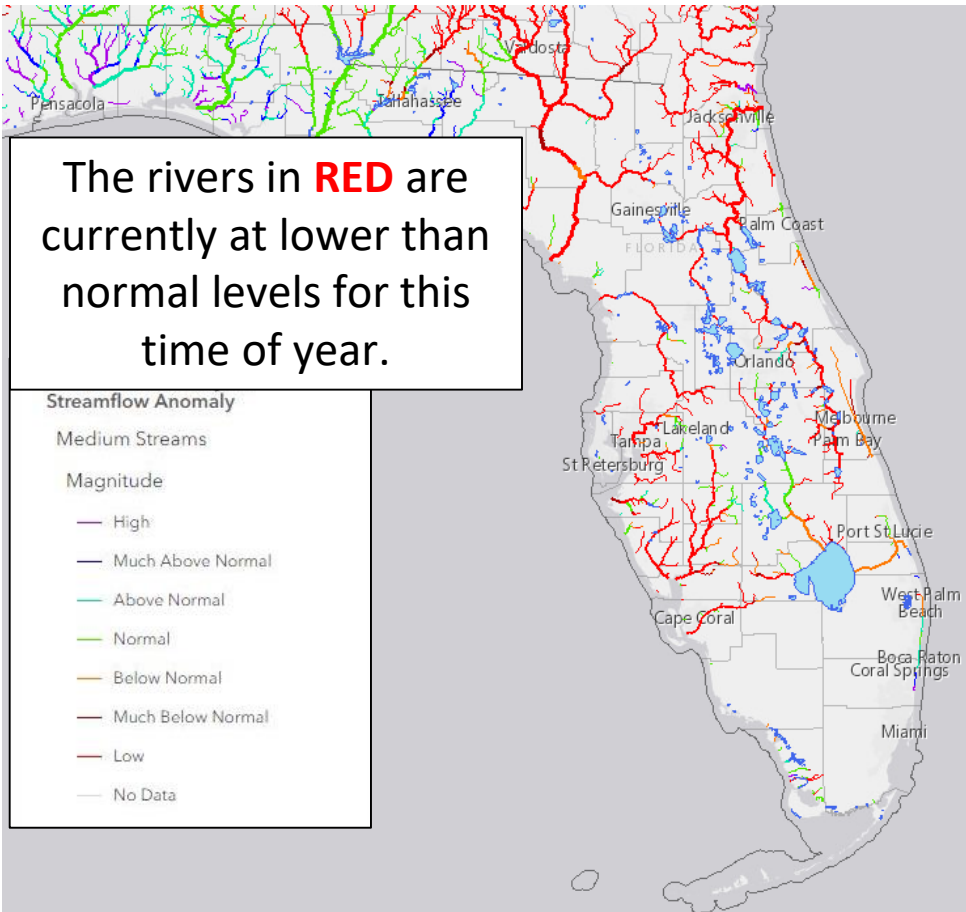 Valdosta
Pensacola
Tallahassee
Jacksonville
The rivers in RED are
currently at lower than
normal levels for this
time of year.
Gainesville
Palm Coast
FLORIDA
Orlando
Streamflow Anomaly
Medium Streams
Magnitude
High
Much Above Normal
Above Normal
Normal
Below Normal
Much Below Normal
Low
No Data
Melbourne
Lakeland
Palm Bay
Tampa
St Petersburg
Port St Lucie
West Palm
Beach
Cape Coral
Boca Raton
Coral Springs
Miami